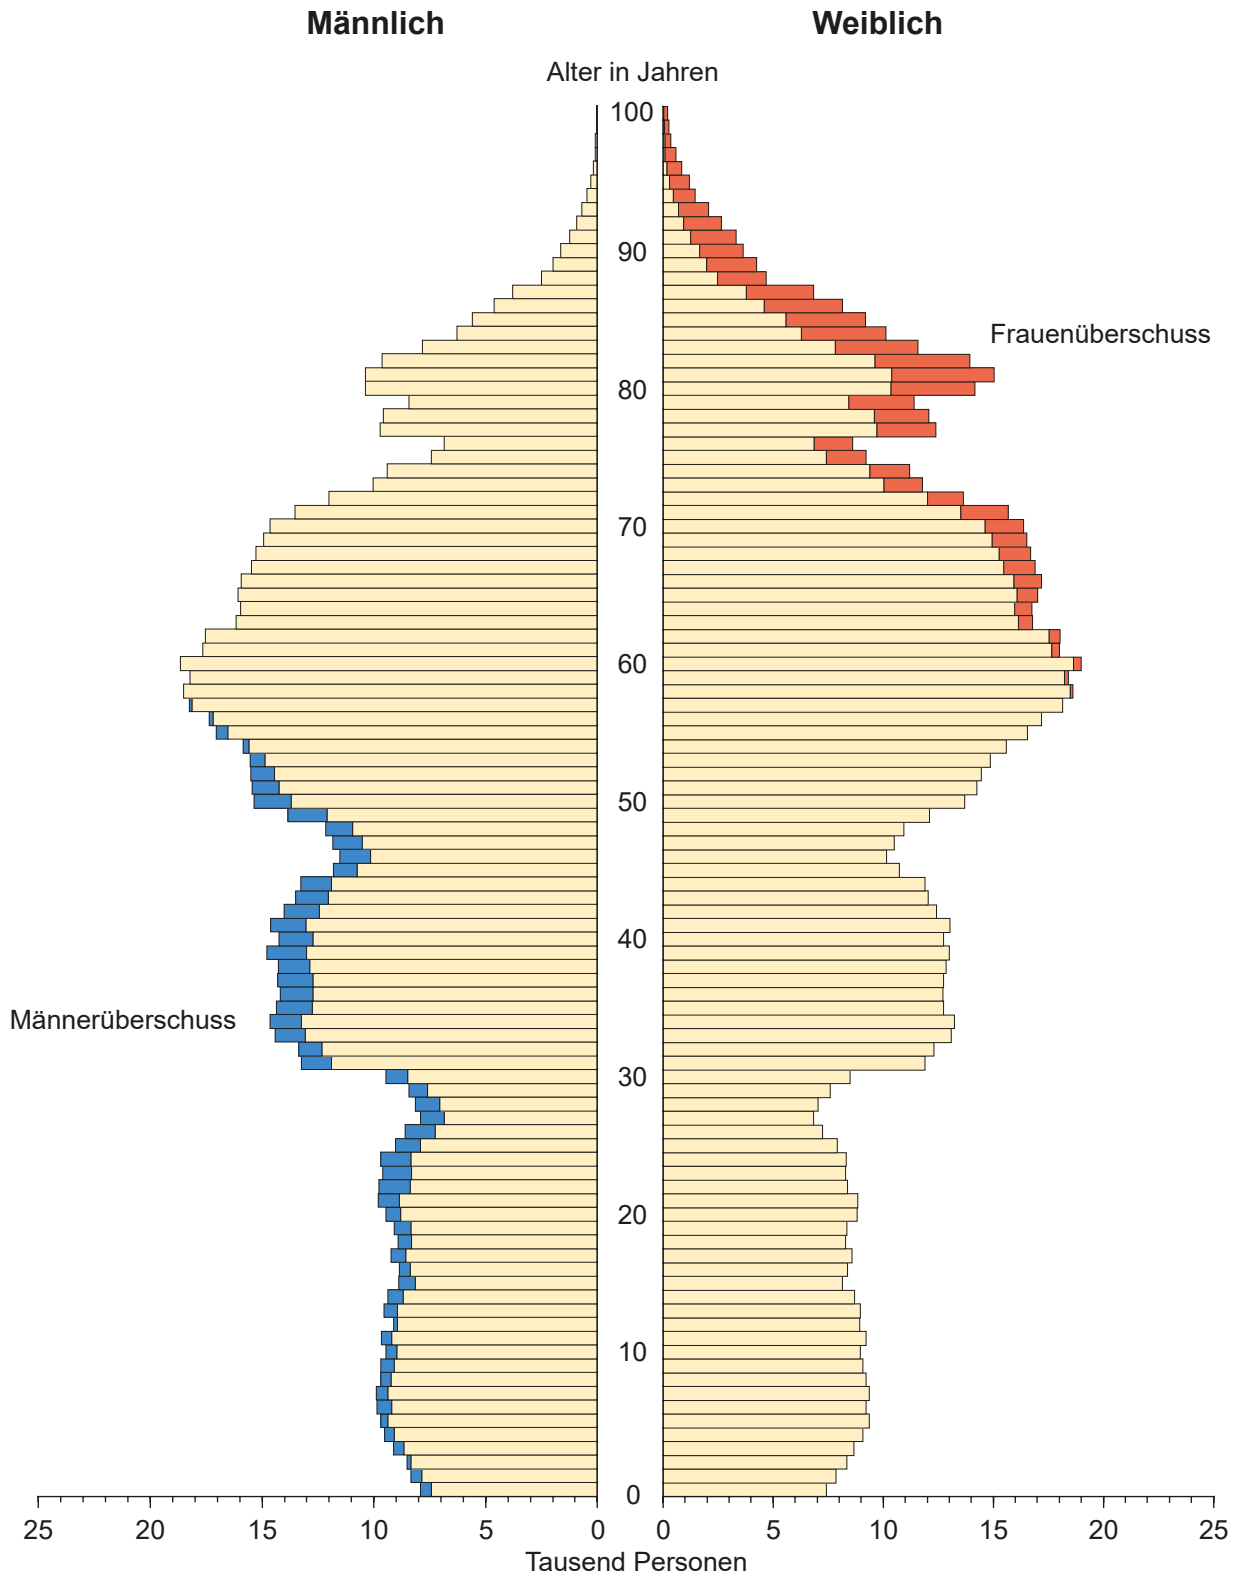 Männlich
Weiblich
Alter in Jahren
100
90
Frauenüberschuss
80
70
60
50
40
Männerüberschuss
30
20
10
0
25 20 15 10 5 0 0 5 10 15 20 25
Tausend Personen